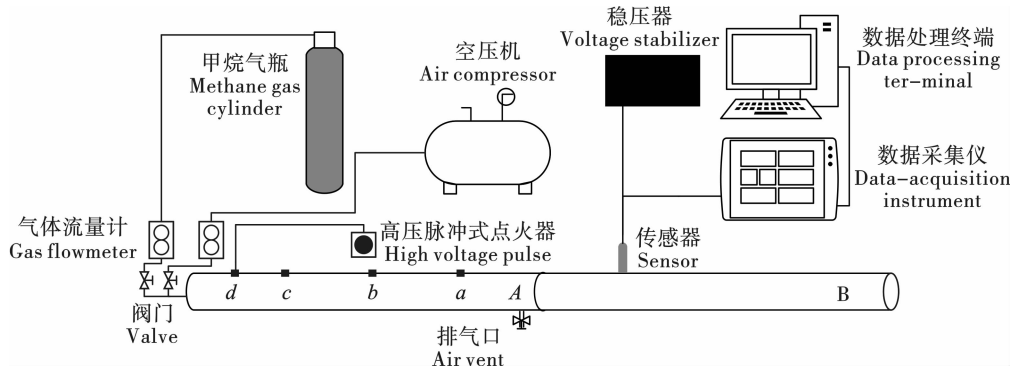 稳压器
Voltage stabilizer
数据处理终端
Data processing
ter-minal
甲烷气瓶
Methane gas
cylinder
空压机
Air compressor
数据采集仪
Data-acquisition
instrument
气体流量计
Gas flowmeter
高压脉冲式点火器
High voltage pulse
传感器
Sensor
d c b a A B
阀门
Valve
排气口
Air vent